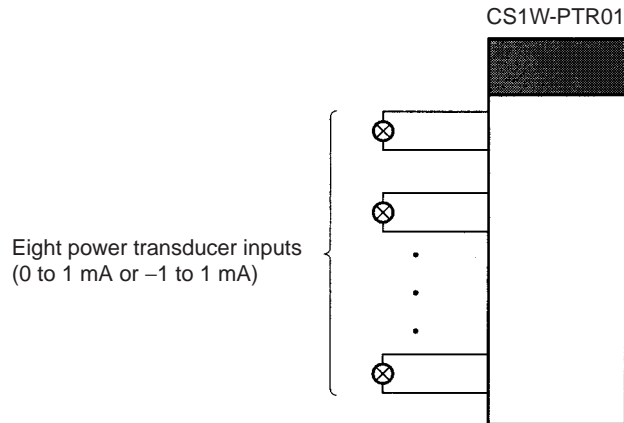 CS1W-PTR01
Eight power transducer inputs
(0 to 1 mA or –1 to 1 mA)